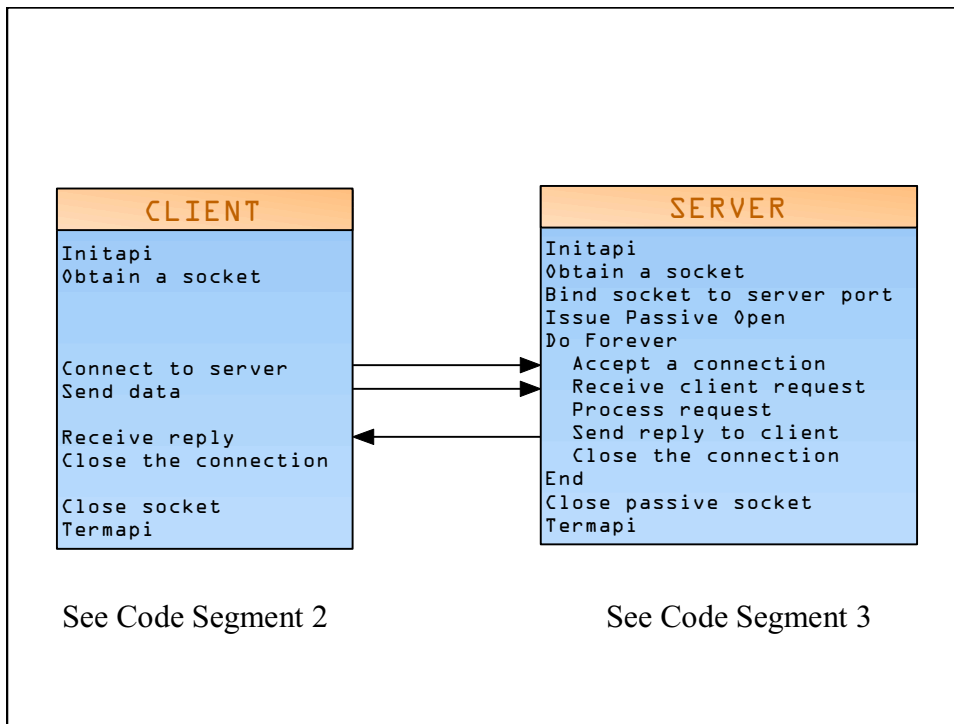 CLIENT
Initapi
Obtain a socket
Connect to server
Send data
Receive reply
Close the connection
Close socket
Termapi
See Code Segment 2
SERVER
Initapi
Obtain a socket
Bind socket to server port
Issue Passive Open
Do Forever
Accept a connection
Receive client request
Process request
Send reply to client
Close the connection
End
Close passive socket
Termapi
See Code Segment 3